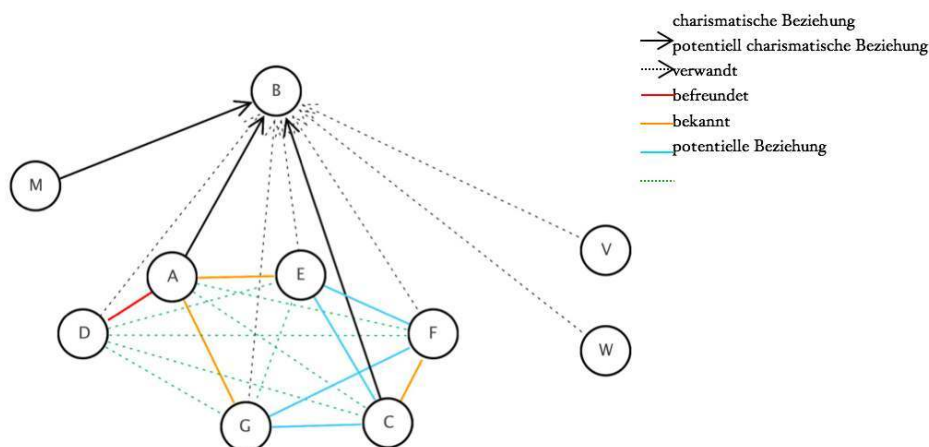 charismatische Beziehung
potentiell charismatische Beziehung
verwandt
befreundet
bekannt
potentielle Beziehung
B
M
V
A
E
D
F
W
G
C